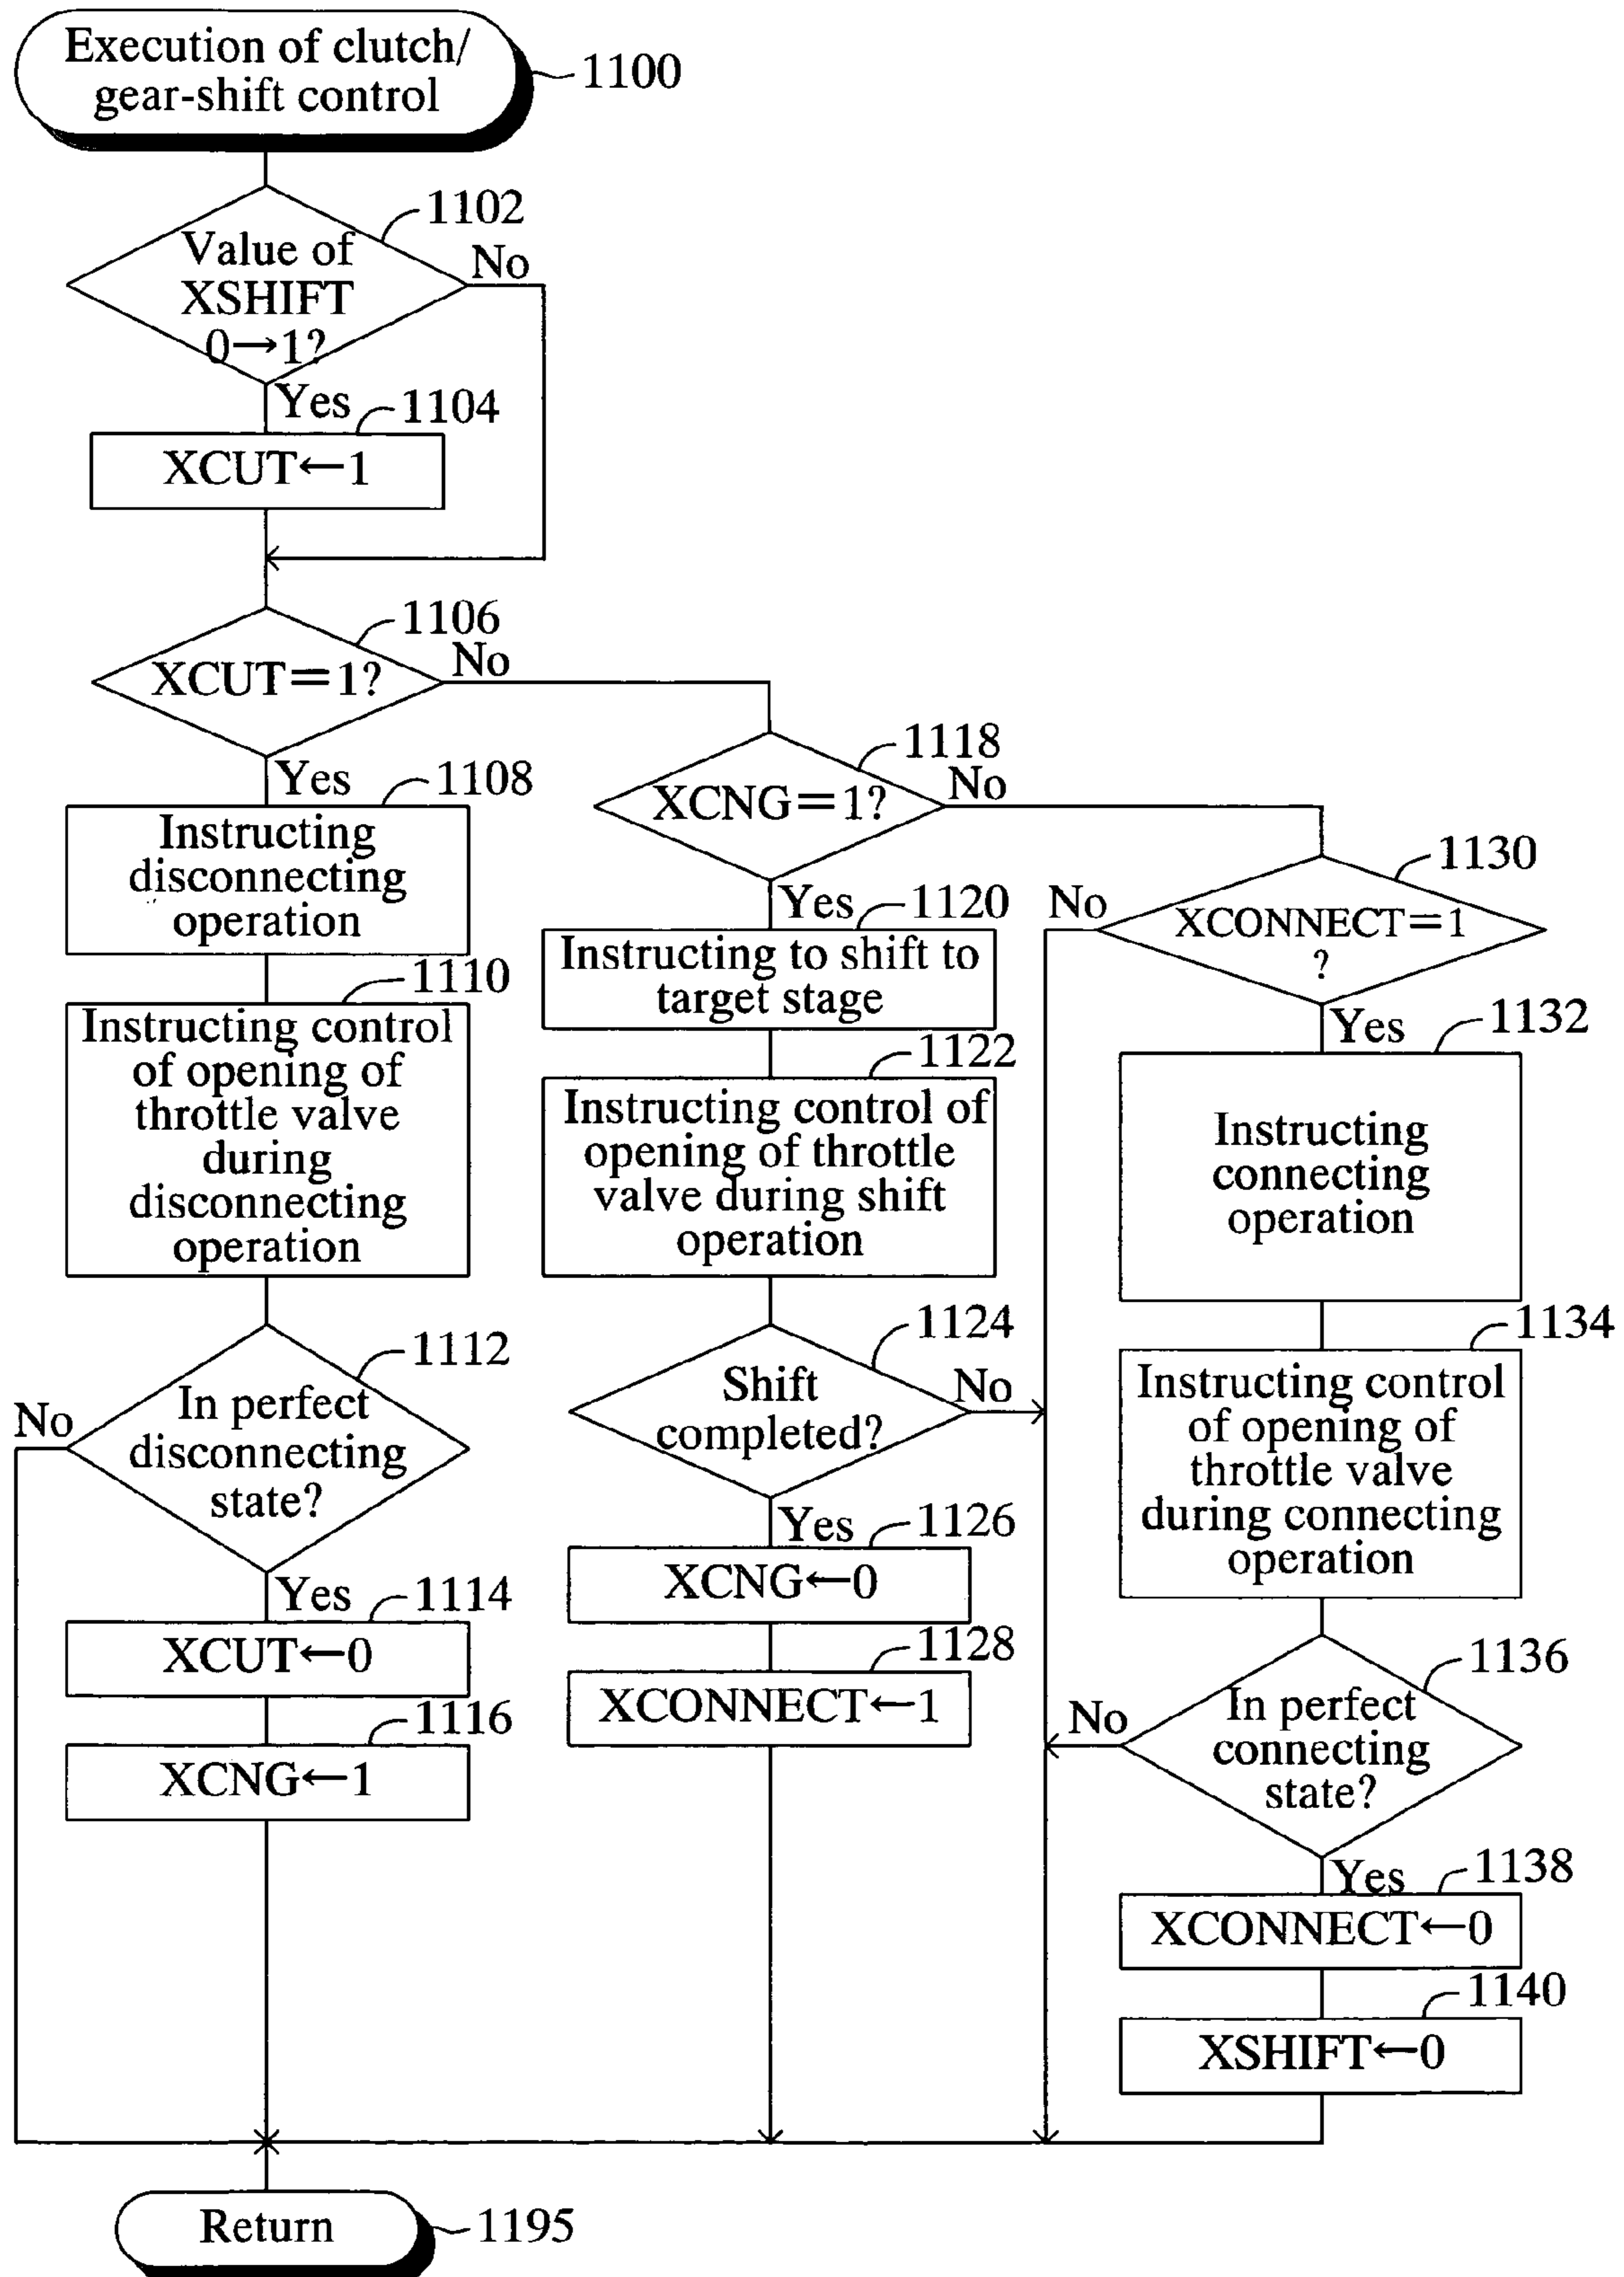 Execution of clutch/
gear-shift control
1100
1102
Value of
XSHIFT
0→1?
No
Yes
1104
XCUT←1
1106
XCUT=1?
No
Yes
1108
Instructing
disconnecting
operation
1110
Instructing control
of opening of
throttle valve
during
disconnecting
operation
1112
In perfect
disconnecting
state?
No
Yes
1114
XCUT←0
1116
XCNG←1
1118
XCNG=1?
No
Yes
1120
Instructing to shift to
target stage
1122
Instructing control of
opening of throttle
valve during shift
operation
1124
Shift
completed?
No
Yes
1126
XCNG←0
1128
XCONNECT←1
1130
XCONNECT=1
?
No
Yes
1132
Instructing
connecting
operation
1134
Instructing control
of opening of
throttle valve
during connecting
operation
1136
In perfect
connecting
state?
No
Yes
1138
XCONNECT←0
1140
XSHIFT←0
Return
1195